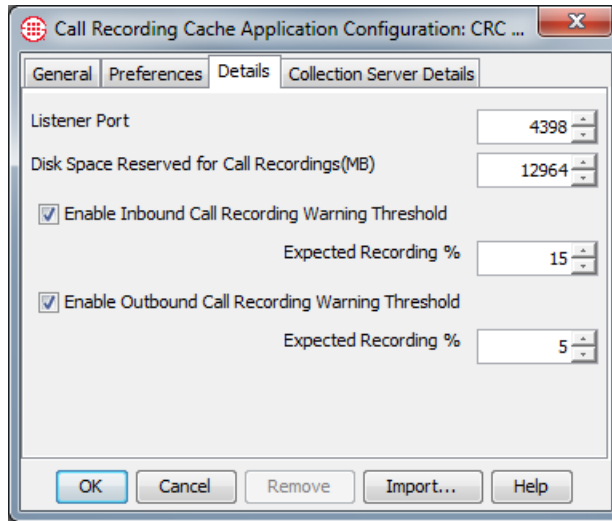 Call Recording Cache Application Configuration: CRC ...
General Preferences Details Collection Server Details
Listener Port 4398
Disk Space Reserved for Call Recordings(MB) 12964
Enable Inbound Call Recording Warning Threshold
Expected Recording % 15
Enable Outbound Call Recording Warning Threshold
Expected Recording % 5
OK Cancel Remove Import... Help